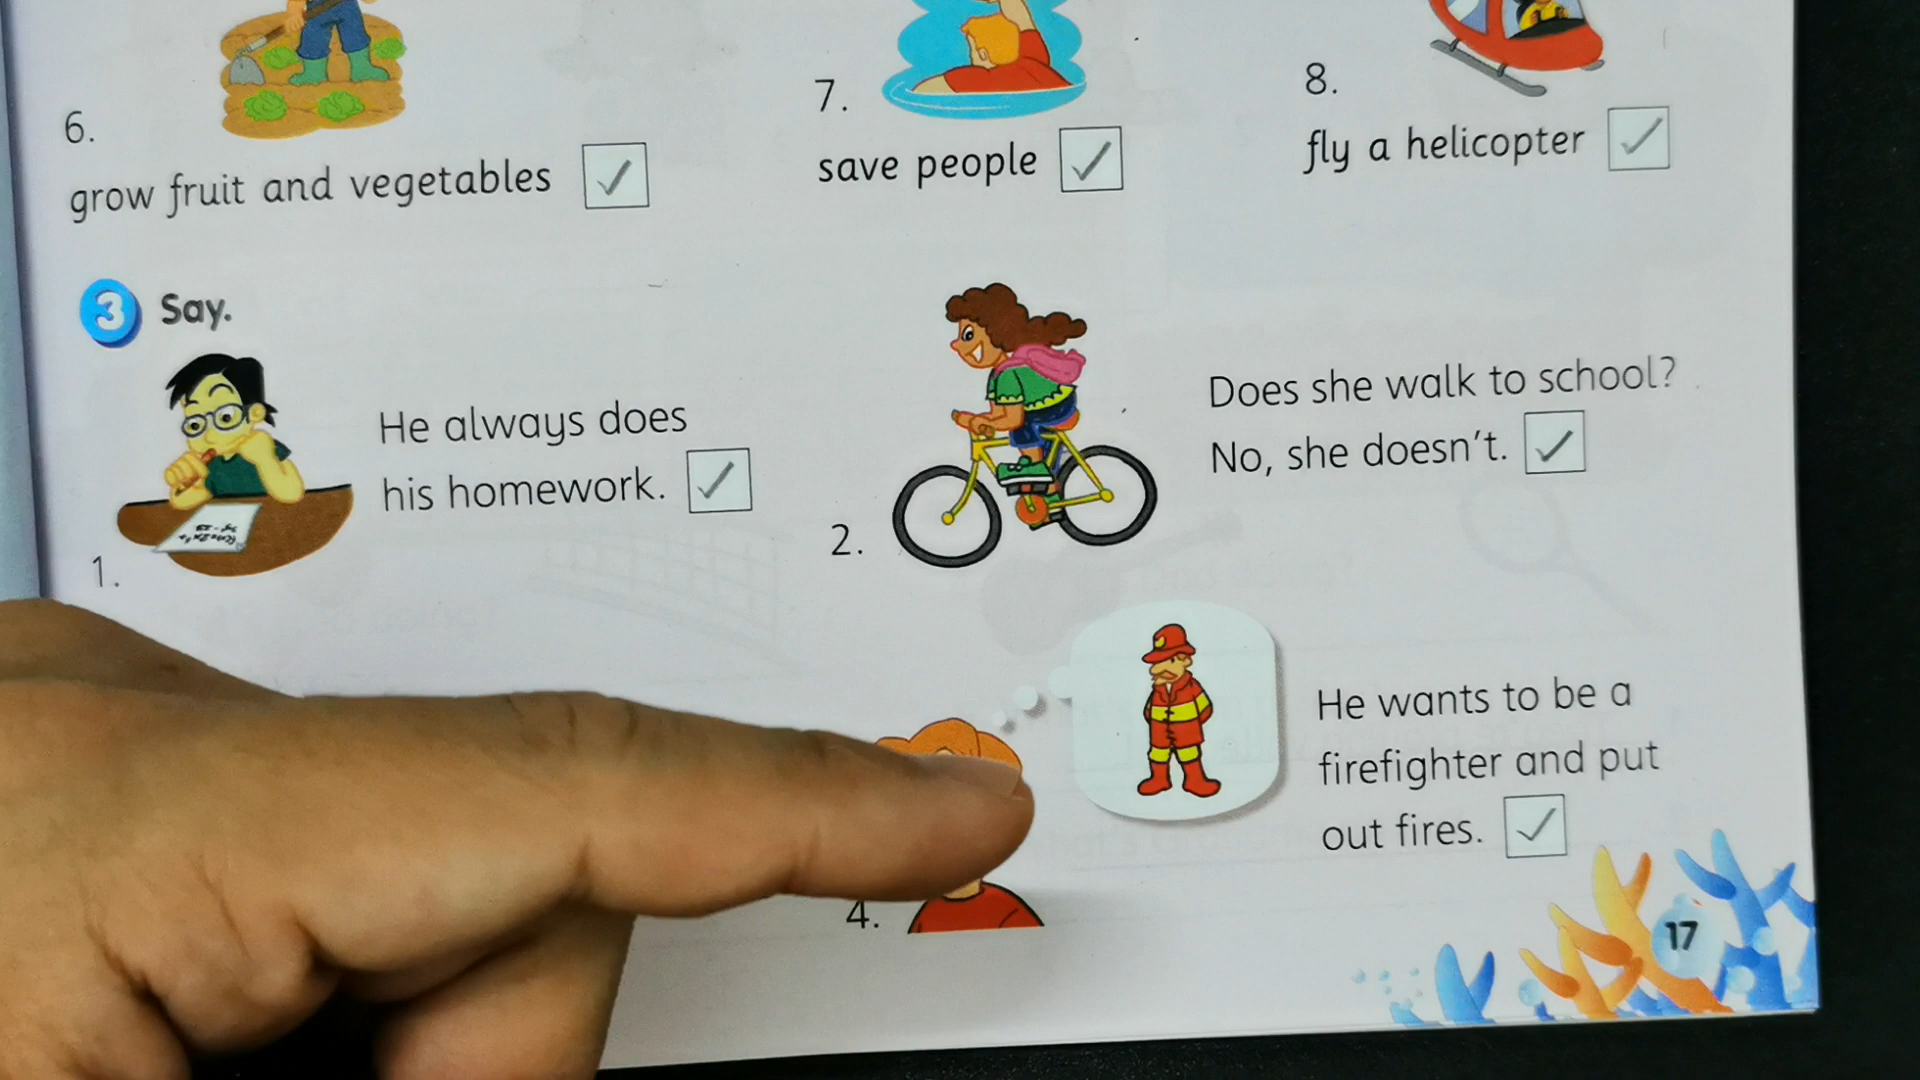 6.
grow fruit and vegetables
7.
save people
8.
fly a helicopter
3 Say.
1.
He always does
his homework.
2.
Does she walk to school?
No, she doesn't.
4.
He wants to be a
firefighter and put
out fires.
17